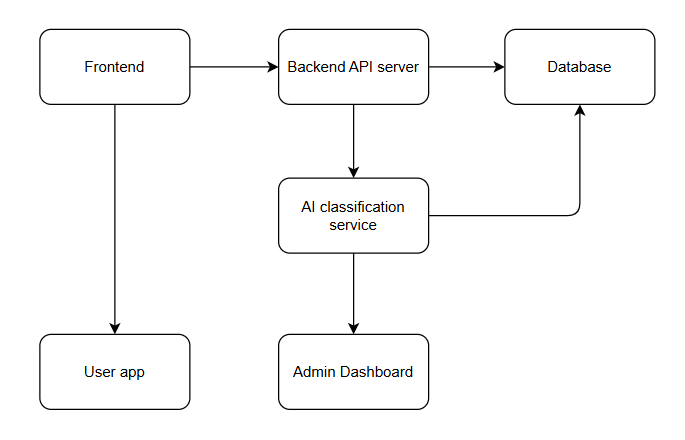 Frontend
Backend API server
Database
AI classification
service
User app
Admin Dashboard